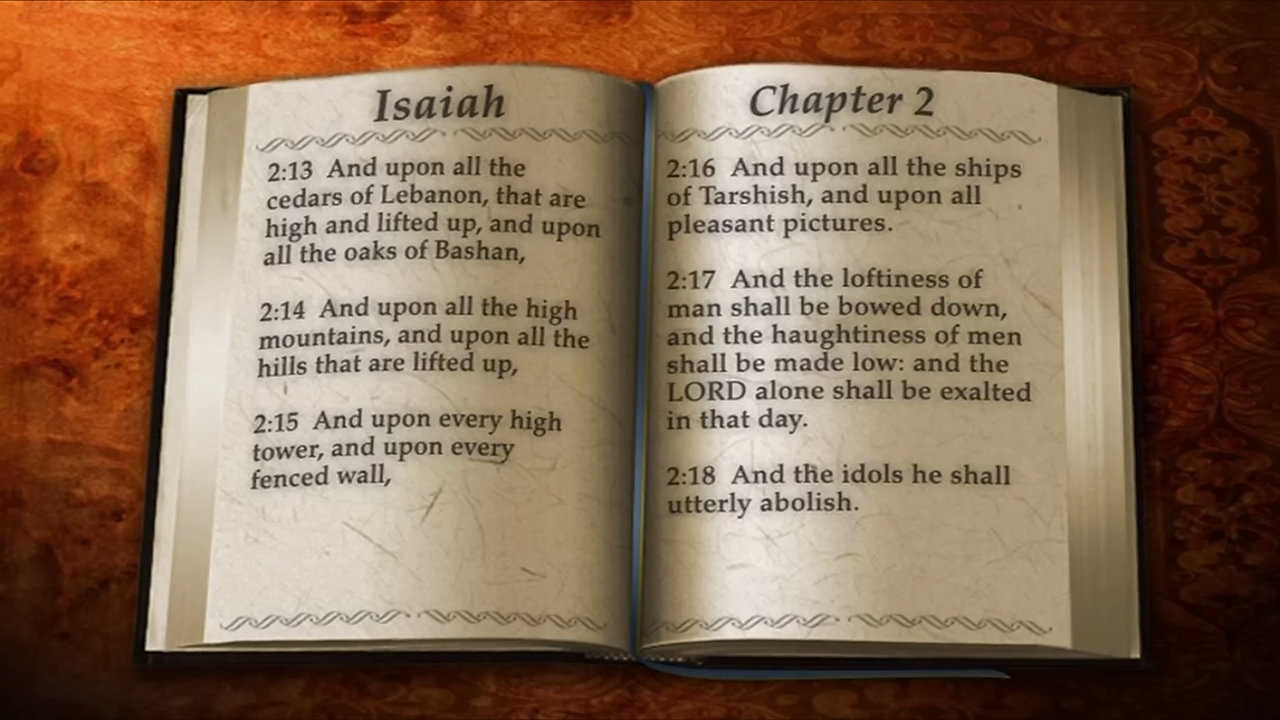 Isaiah
2:13 And upon all the
cedars of Lebanon, that are
high and lifted up, and upon
all the oaks of Bashan,
2:14 And upon all the high
mountains, and upon all the
hills that are lifted up,
2:15 And upon every high
tower, and upon every
fenced wall,
Chapter 2
2:16 And upon all the ships
of Tarshish, and upon all
pleasant pictures.
2:17 And the loftiness of
man shall be bowed down,
and the haughtiness of men
shall be made low: and the
LORD alone shall be exalted
in that day.
2:18 And the idols he shall
utterly abolish.